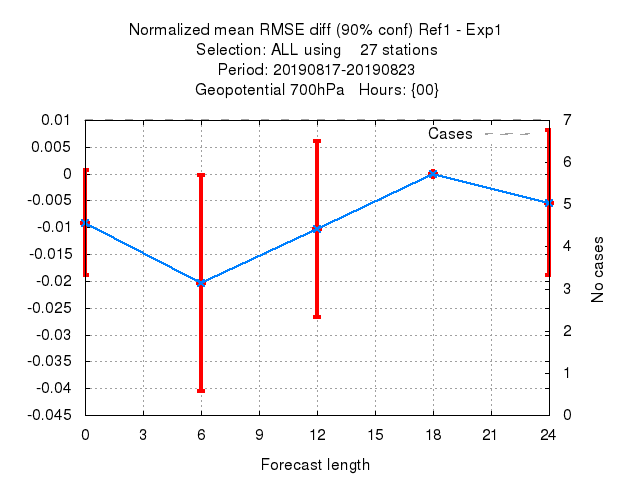 Normalized mean RMSE diff (90% conf) Ref1 - Exp1
Selection: ALL using    27 stations
Period: 20190817-20190823
Geopotential 700hPa   Hours: {00}
Cases
0.01
0.005
0
-0.005
-0.01
-0.015
-0.02
-0.025
-0.03
-0.035
-0.04
-0.045
7
6
5
4
3
2
1
0
No cases
0 3 6 9 12 15 18 21 24
Forecast length